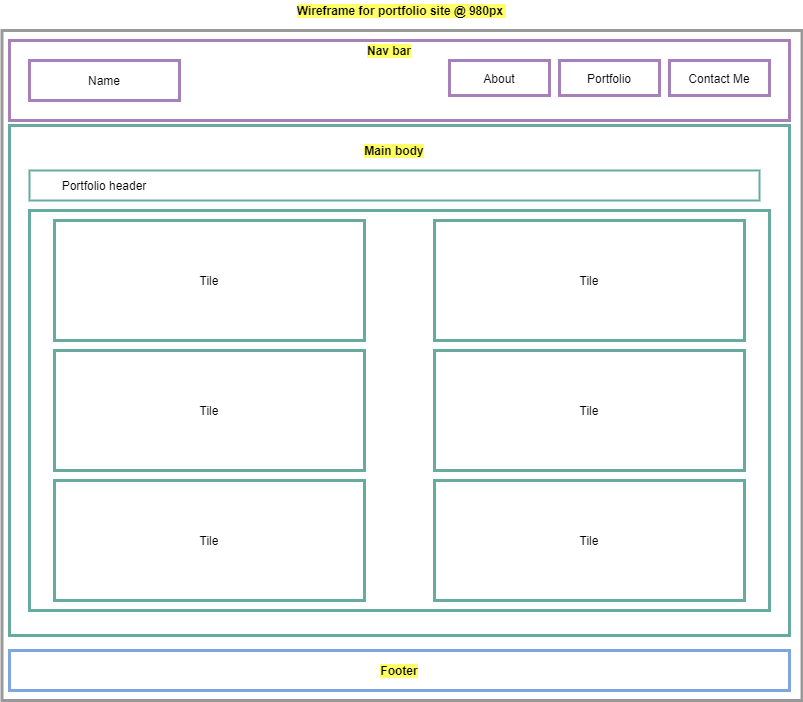 Wireframe for portfolio site @ 980px
Nav bar
Name
About
Portfolio
Contact Me
Main body
Portfolio header
Tile
Tile
Tile
Tile
Tile
Tile
Footer